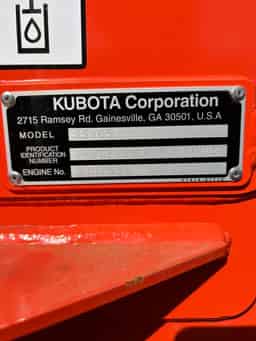 KUBOTA Corporation
2715 Ramsey Rd. Gainesville, GA 30501, U.S.A
MODEL
PRODUCT
IDENTIFICATION
NUMBER
ENGINE No.